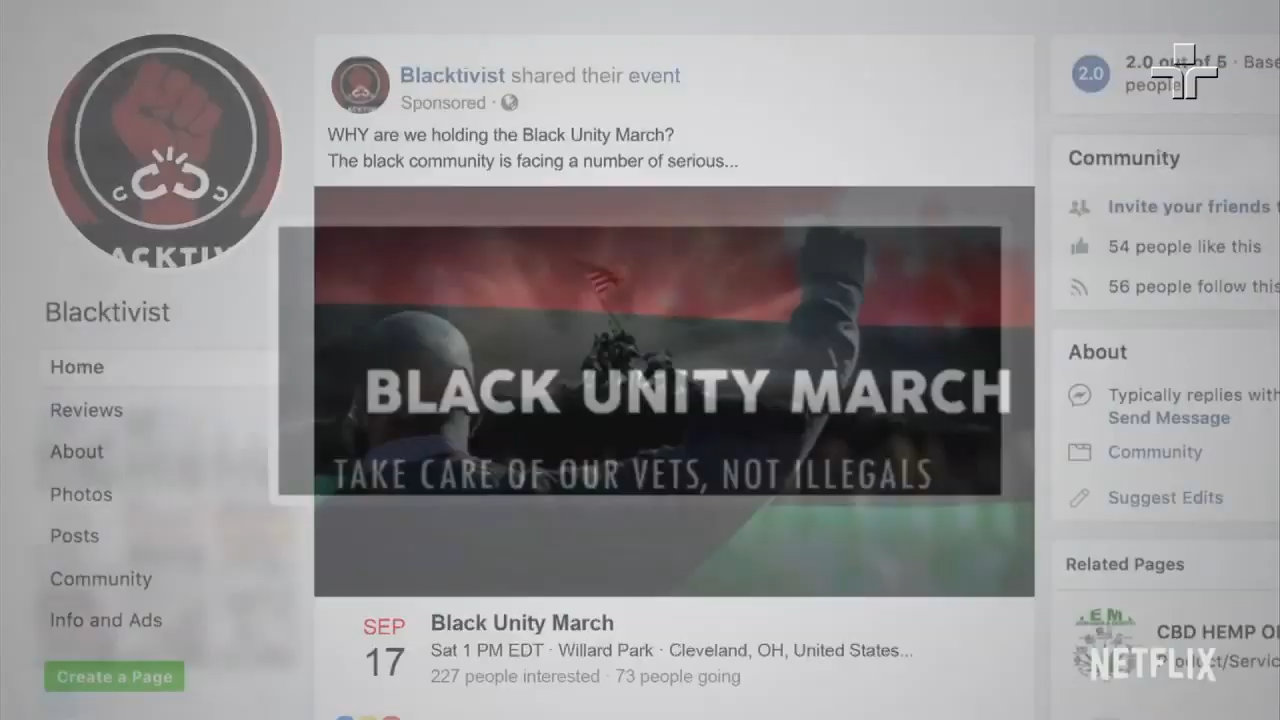 ACKTIV
Blacktivist
Home
Reviews
About
Photos
Posts
Community
Info and Ads
Create a Page
Blacktivist shared their event
Sponsored ·
WHY are we holding the Black Unity March?
The black community is facing a number of serious...
BLACK UNITY MARCH
TAKE CARE OF OUR VETS, NOT ILLEGALS
SEP
17
Black Unity March
Sat 1 PM EDT · Willard Park · Cleveland, OH, United States...
227 people interested · 73 people going
2.0
2.0 out of 5 · Base
people
Community
Invite your friends t
54 people like this
56 people follow this
About
Typically replies with
Send Message
Community
Suggest Edits
Related Pages
E M
CBD HEMP OI
Product/Servic
NETFLIX